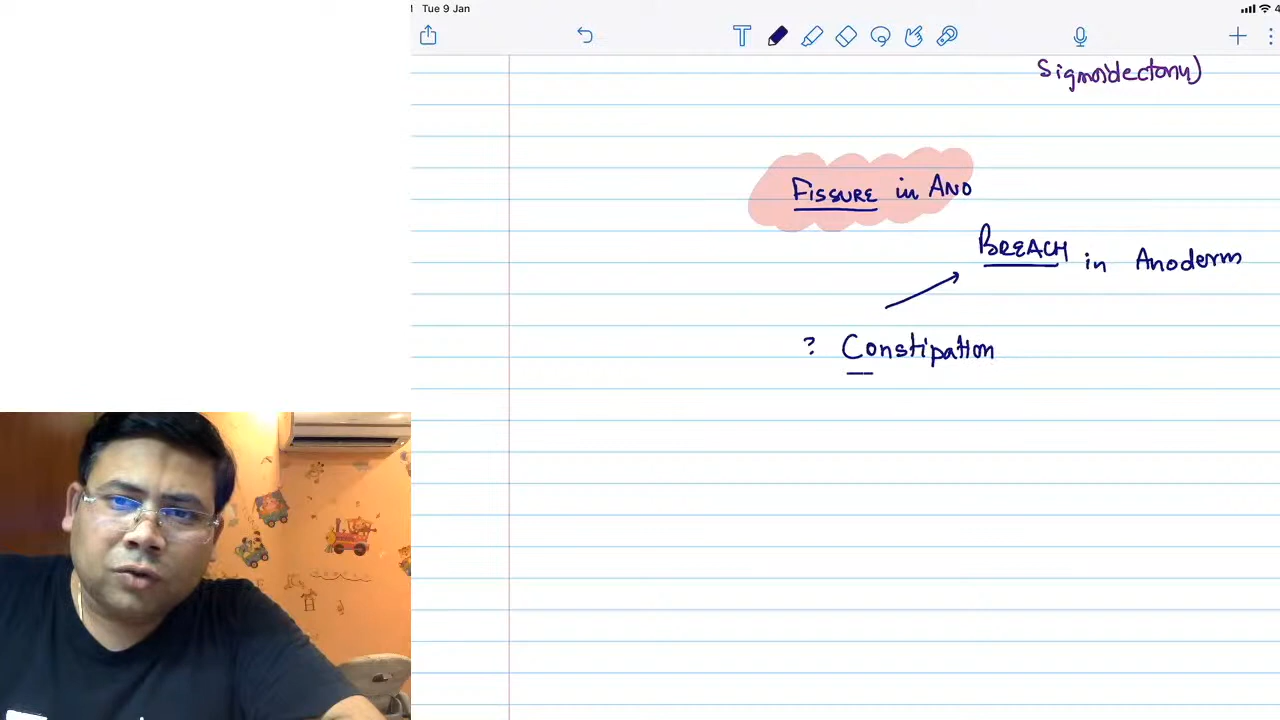 Tue 9 Jan
Sigmoidectomy)
FISSURE in ANO
BREACH in Anoderm
? Constipation